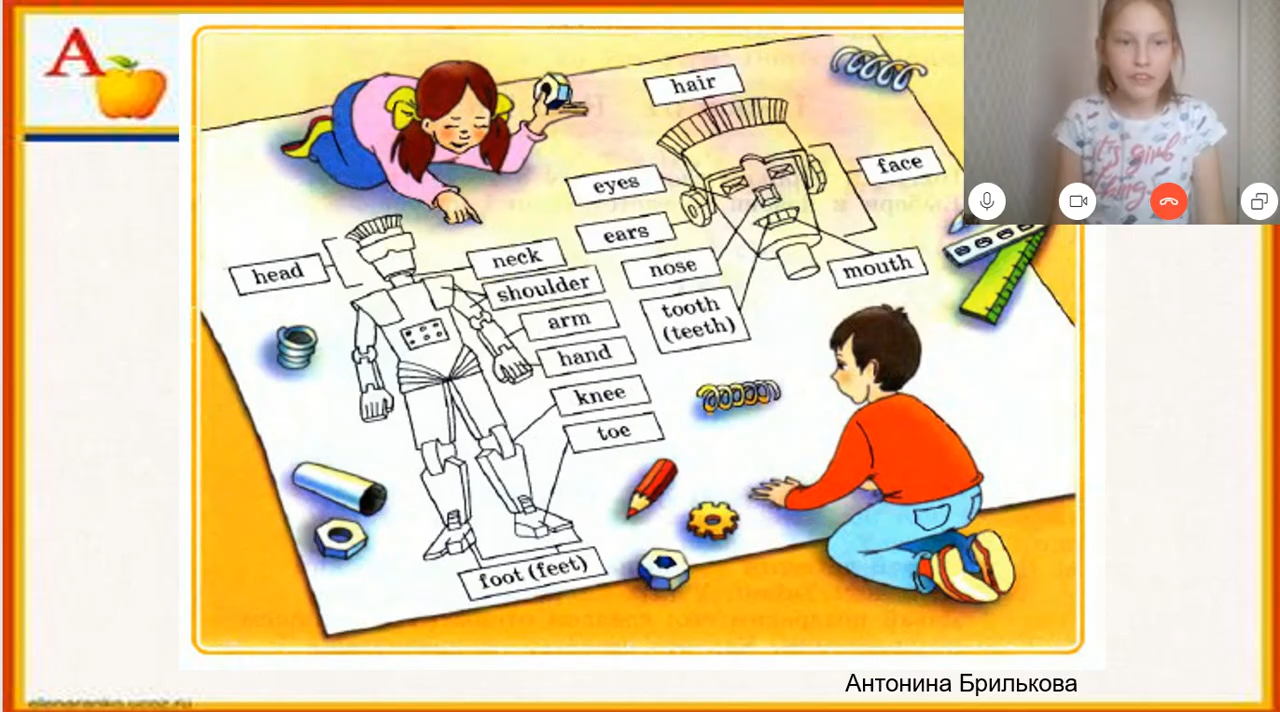 A
hair
eyes
face
ears
head
neck
nose
mouth
shoulder
tooth
(teeth)
arm
hand
knee
toe
foot (feet)
it's
Антонина Брилькова